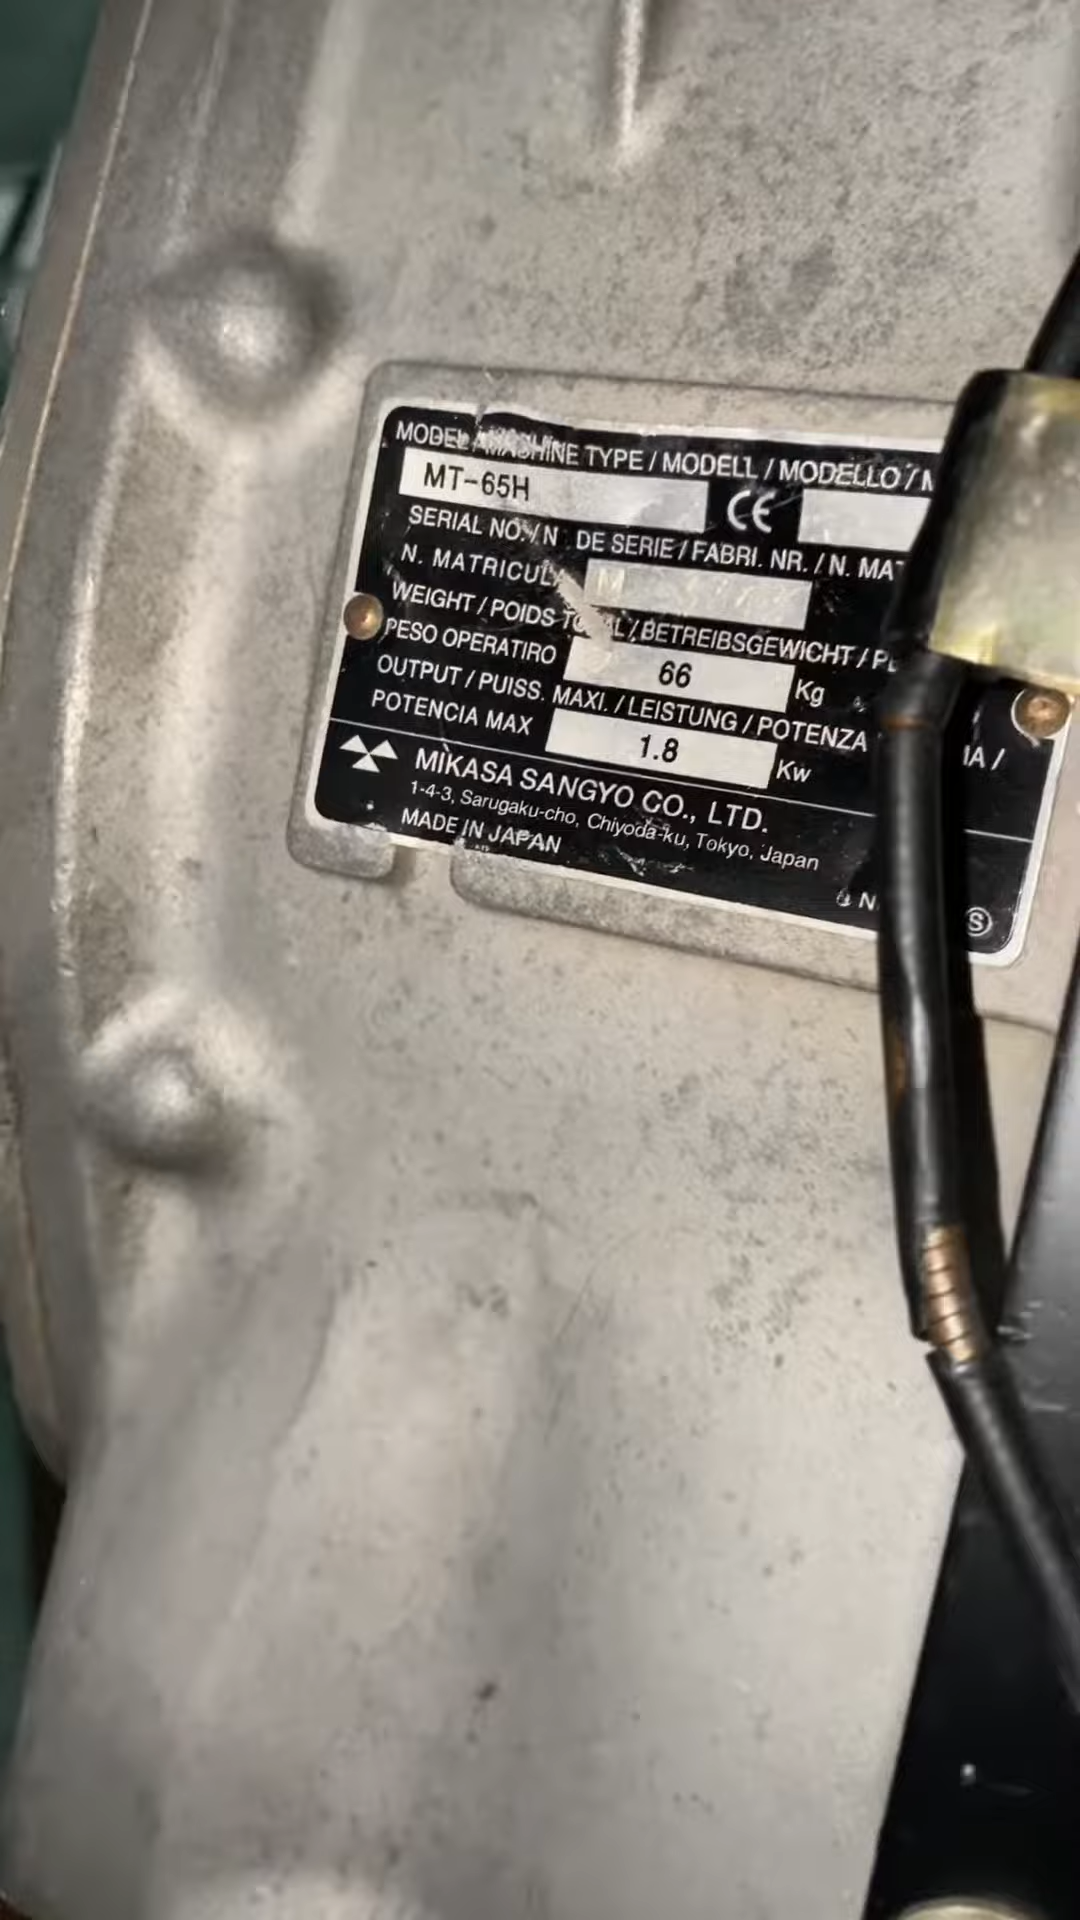 MODEL / MASHINE TYPE / MODELL / MODELLO / M
MT-65H
CE
SERIAL NO. / N DE SERIE / FABRI. NR. / N. MAT
N. MATRICUL
WEIGHT / POIDS TOTAL / BETREIBSGEWICHT / PE
PESO OPERATIRO 66 Kg
OUTPUT / PUISS. MAXI. / LEISTUNG / POTENZA
POTENCIA MAX 1.8 Kw
MIKASA SANGYO CO., LTD.
1-4-3, Sarugaku-cho, Chiyoda-ku, Tokyo, Japan
MADE IN JAPAN